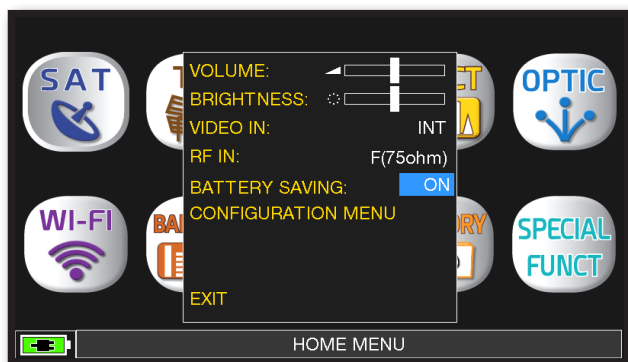 SAT
OPTIC
VOLUME:
BRIGHTNESS:
VIDEO IN: INT
RF IN: F(75ohm)
BATTERY SAVING: ON
CONFIGURATION MENU
EXIT
WI-FI
SPECIAL
FUNCT
HOME MENU